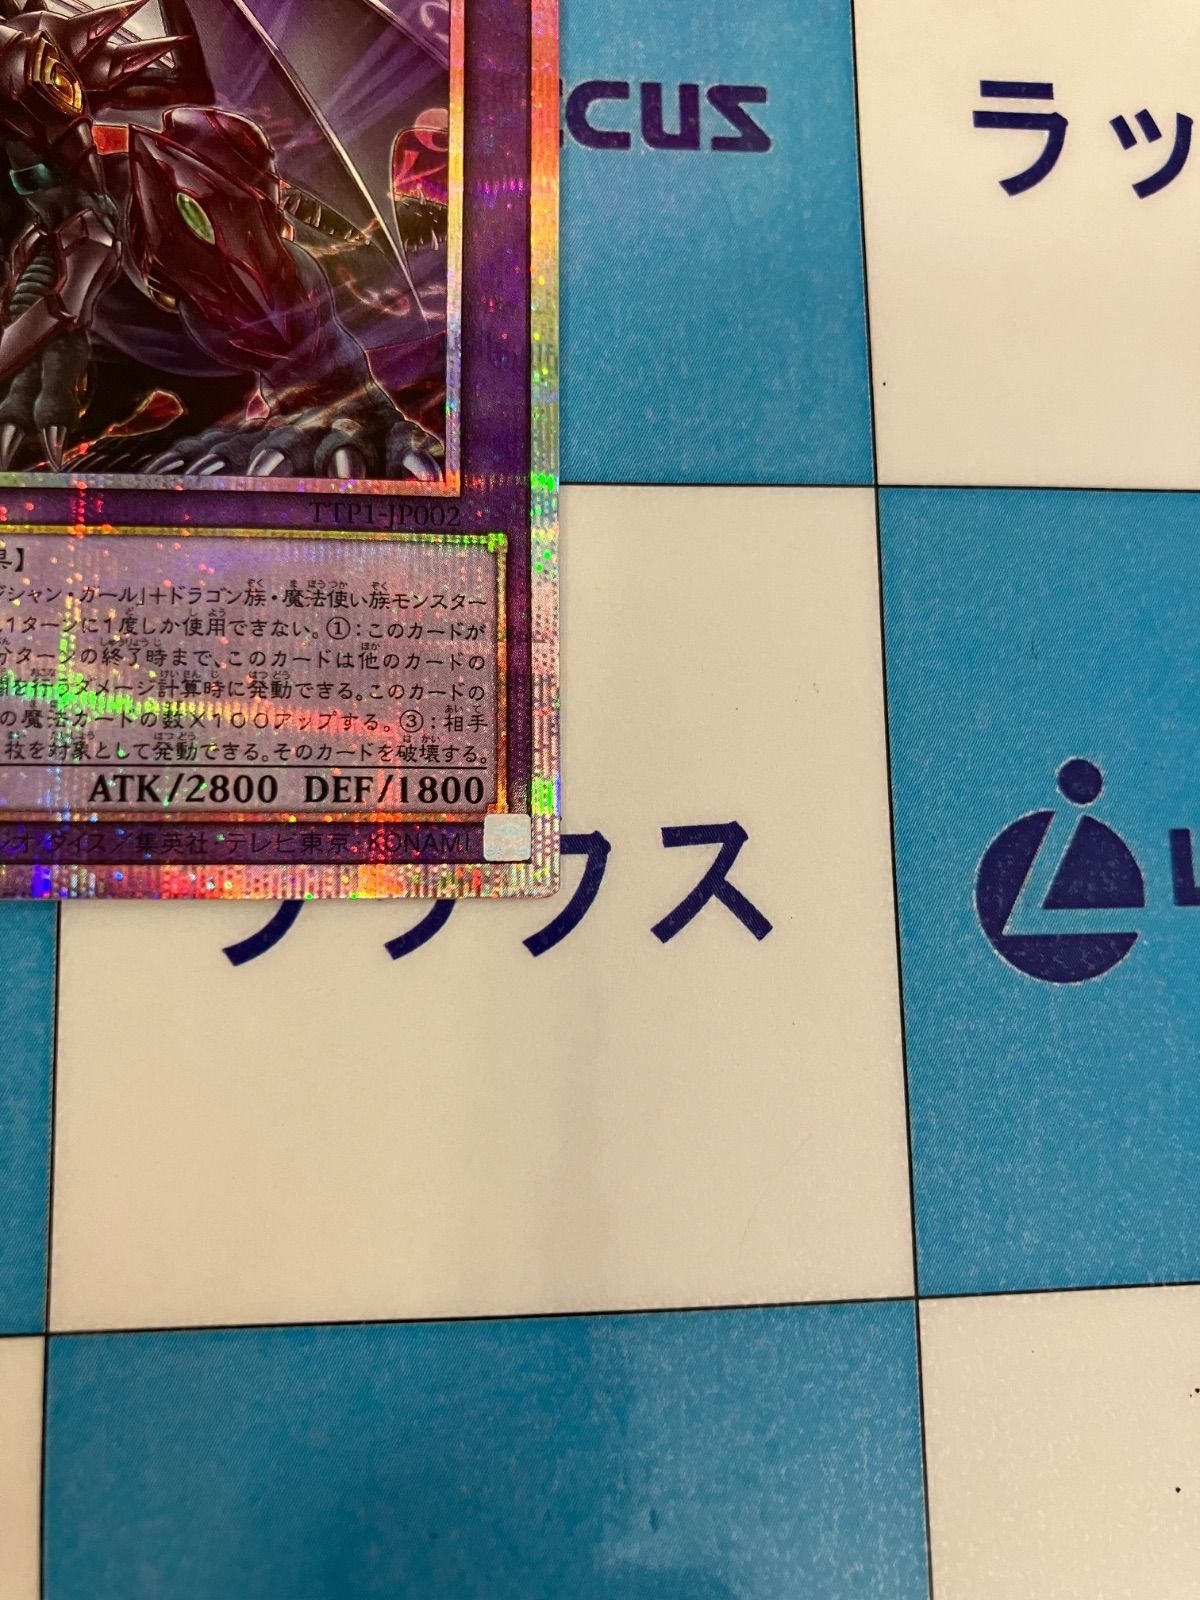 cus
ラッ
TTP1-JP002
具】
ジシャン・ガール」＋ドラゴン族・魔法使い族モンスター
1ターンに1度しか使用できない。①：このカードが
分ターンの終了時まで、このカードは他のカードの
を行うダメージ計算時に発動できる。このカードの
の魔法カードの数×100アップする。③：相手
枚を対象として発動できる。そのカードを破壊する。
ATK/2800 DEF/1800
オ・ダイス／集英社・テレビ東京・KONAMI
ス
L